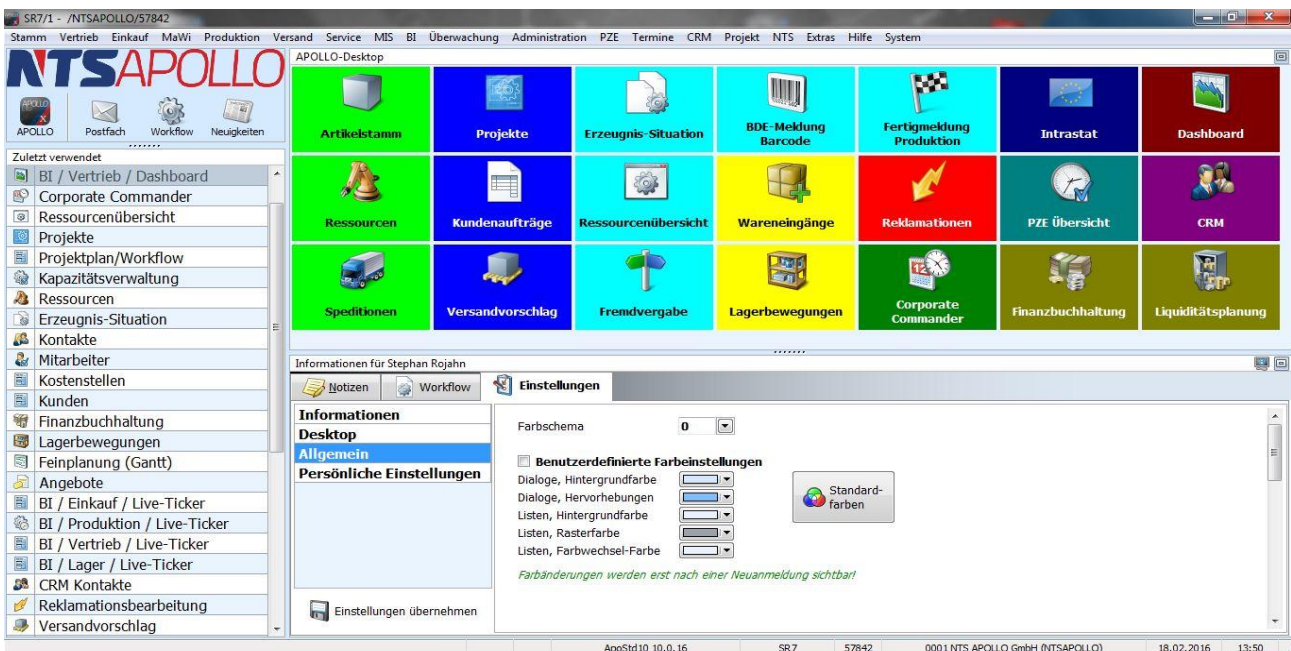 SR7/1 - /NTSAPOLLO/57842
Stamm Vertrieb Einkauf MaWi Produktion Versand Service MIS BI Überwachung Administration PZE Termine CRM Projekt NTS Extras Hilfe System
NTSAPOLLO
APOLLO
APOLLO Postfach Workflow Neuigkeiten
Zuletzt verwendet
BI / Vertrieb / Dashboard
Corporate Commander
Ressourcenübersicht
Projekte
Projektplan/Workflow
Kapazitätsverwaltung
Ressourcen
Erzeugnis-Situation
Kontakte
Mitarbeiter
Kostenstellen
Kunden
Finanzbuchhaltung
Lagerbewegungen
Feinplanung (Gantt)
Angebote
BI / Einkauf / Live-Ticker
BI / Produktion / Live-Ticker
BI / Vertrieb / Live-Ticker
BI / Lager / Live-Ticker
CRM Kontakte
Reklamationsbearbeitung
Versandvorschlag
APOLLO-Desktop
Artikelstamm
Projekte
Erzeugnis-Situation
BDE-Meldung
Barcode
Fertigmeldung
Produktion
Intrastat
Dashboard
Ressourcen
Kundenaufträge
Ressourcenübersicht
Wareneingänge
Reklamationen
PZE Übersicht
CRM
Speditionen
Versandvorschlag
Fremdvergabe
Lagerbewegungen
12
Corporate
Commander
Finanzbuchhaltung
Liquiditätsplanung
Informationen für Stephan Rojahn
Notizen Workflow Einstellungen
Informationen
Desktop
Allgemein
Persönliche Einstellungen
Einstellungen übernehmen
Farbschema 0
Benutzerdefinierte Farbeinstellungen
Dialoge, Hintergrundfarbe
Dialoge, Hervorhebungen
Listen, Hintergrundfarbe
Listen, Rasterfarbe
Listen, Farbwechsel-Farbe
Standard-
farben
Farbänderungen werden erst nach einer Neuanmeldung sichtbar!
ApoStd10 10.0.16 SR7 57842 0001 NTS APOLLO GmbH (NTSAPOLLO) 18.02.2016 13:50